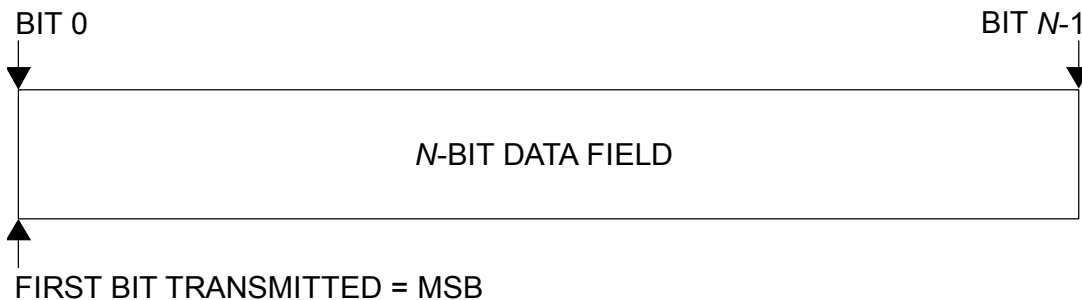 BIT 0
BIT N-1
N-BIT DATA FIELD
FIRST BIT TRANSMITTED = MSB